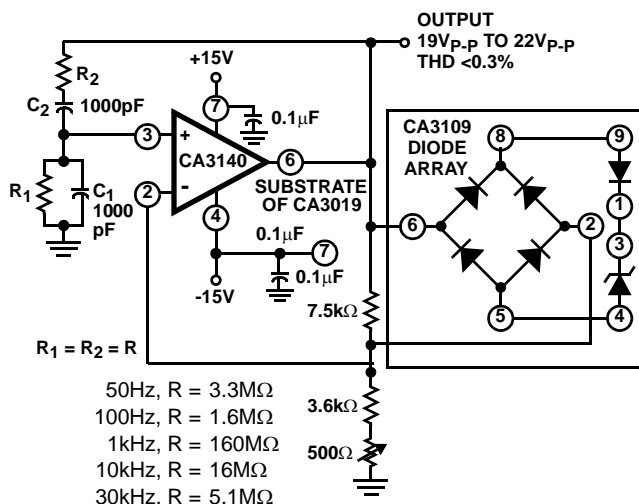 OUTPUT
19VP-P TO 22VP-P
THD <0.3%
+15V
R2
C2
1000pF
7
0.1μF
3
+
CA3140
6
2
-
SUBSTRATE
OF CA3019
4
R1
C1
1000
pF
0.1μF
7
0.1μF
-15V
CA3109
DIODE
ARRAY
8
9
6
2
1
3
5
4
7.5kΩ
R1 = R2 = R
50Hz, R = 3.3MΩ
100Hz, R = 1.6MΩ
1kHz, R = 160MΩ
10kHz, R = 16MΩ
30kHz, R = 5.1MΩ
3.6kΩ
500Ω